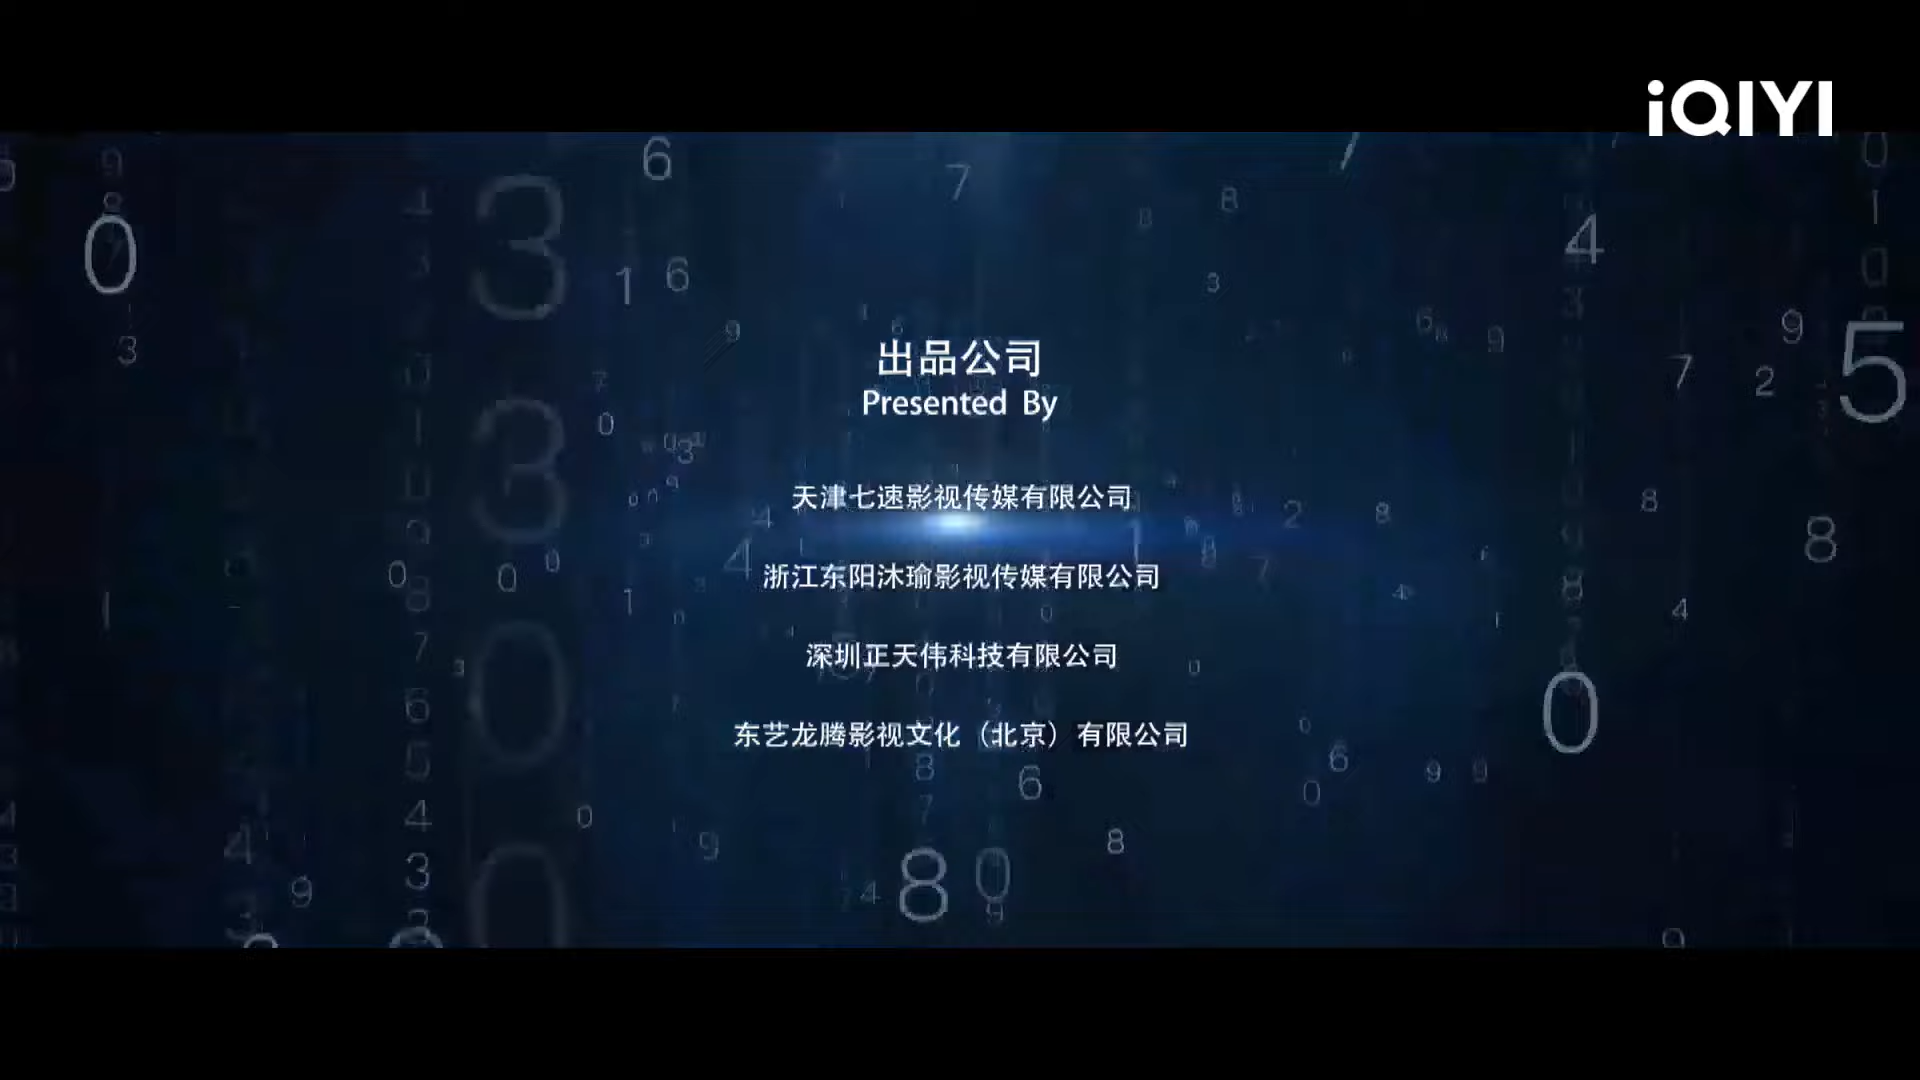 iQIYI
出品公司
Presented By
天津七速影视传媒有限公司
浙江东阳沐瑜影视传媒有限公司
深圳正天伟科技有限公司
东艺龙腾影视文化（北京）有限公司